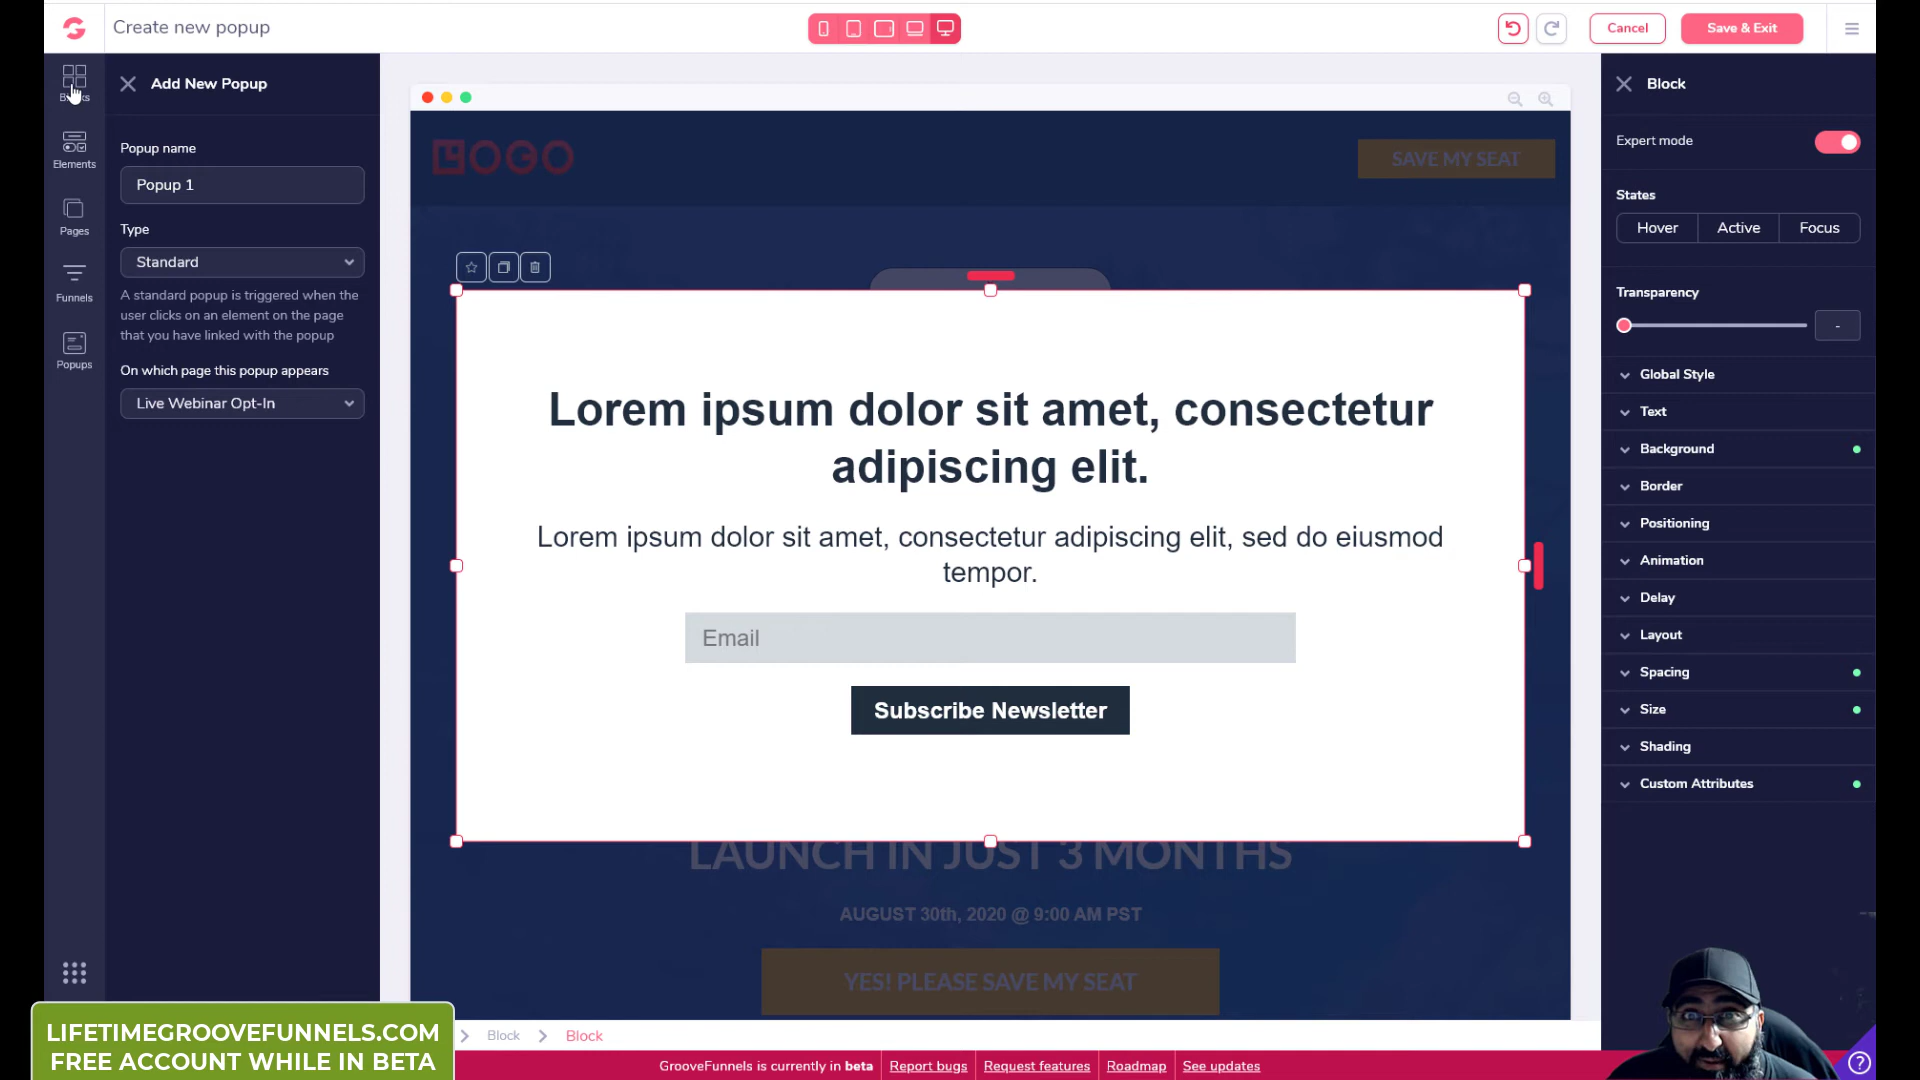 Create new popup
Cancel
Save & Exit
Blocks
Elements
Pages
Funnels
Popups
Add New Popup
Popup name
Popup 1
Type
Standard
A standard popup is triggered when the
user clicks on an element on the page
that you have linked with the popup
On which page this popup appears
Live Webinar Opt-In
LOGO
SAVE MY SEAT
Lorem ipsum dolor sit amet, consectetur
adipiscing elit.
Lorem ipsum dolor sit amet, consectetur adipiscing elit, sed do eiusmod
tempor.
Email
Subscribe Newsletter
LAUNCH IN JUST 3 MONTHS
AUGUST 30th, 2020 @ 9:00 AM PST
YES! PLEASE SAVE MY SEAT
Block
Expert mode
States
Hover
Active
Focus
Transparency
-
Global Style
Text
Background
Border
Positioning
Animation
Delay
Layout
Spacing
Size
Shading
Custom Attributes
Block
Block
LIFETIMEGROOVEFUNNELS.COM
FREE ACCOUNT WHILE IN BETA
GrooveFunnels is currently in beta
Report bugs
Request features
Roadmap
See updates